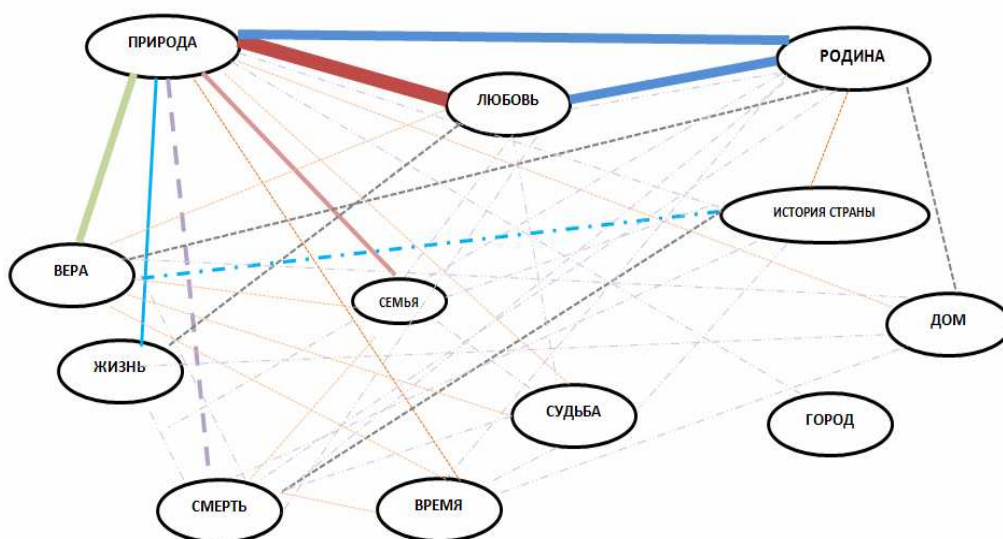 ПРИРОДА
РОДИНА
ЛЮБОВЬ
ИСТОРИЯ СТРАНЫ
ВЕРА
СЕМЬЯ
ДОМ
ЖИЗНЬ
СУДЬБА
ГОРОД
СМЕРТЬ
ВРЕМЯ